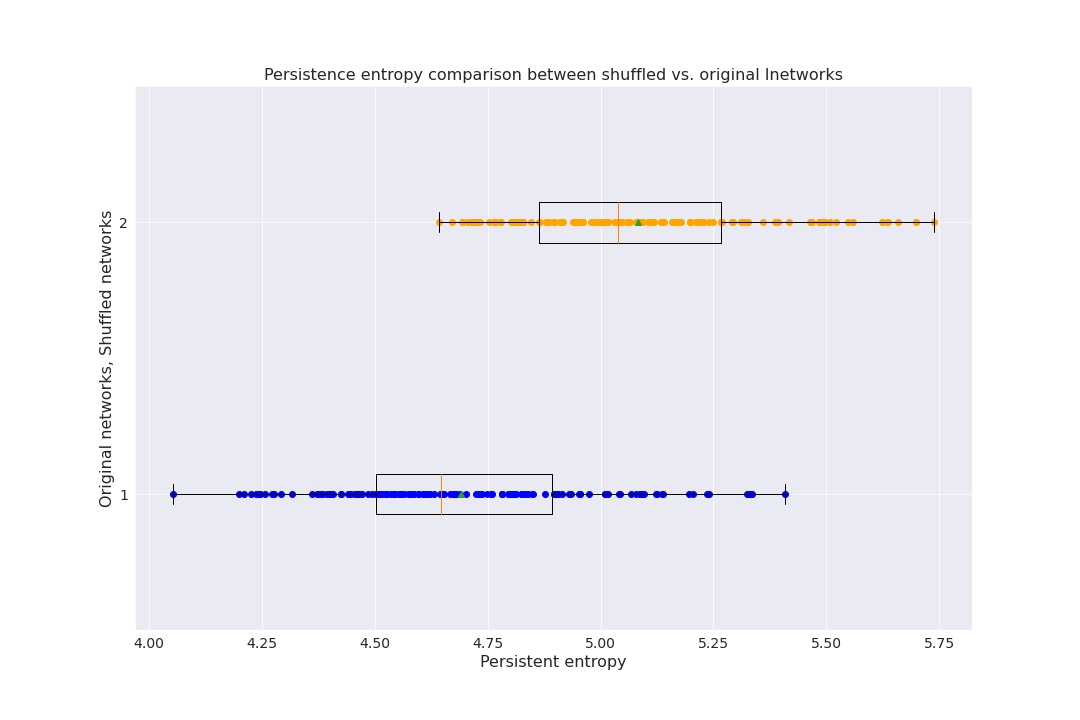 Persistence entropy comparison between shuffled vs. original lnetworks
Original networks, Shuffled networks
2
1
4.00 4.25 4.50 4.75 5.00 5.25 5.50 5.75
Persistent entropy